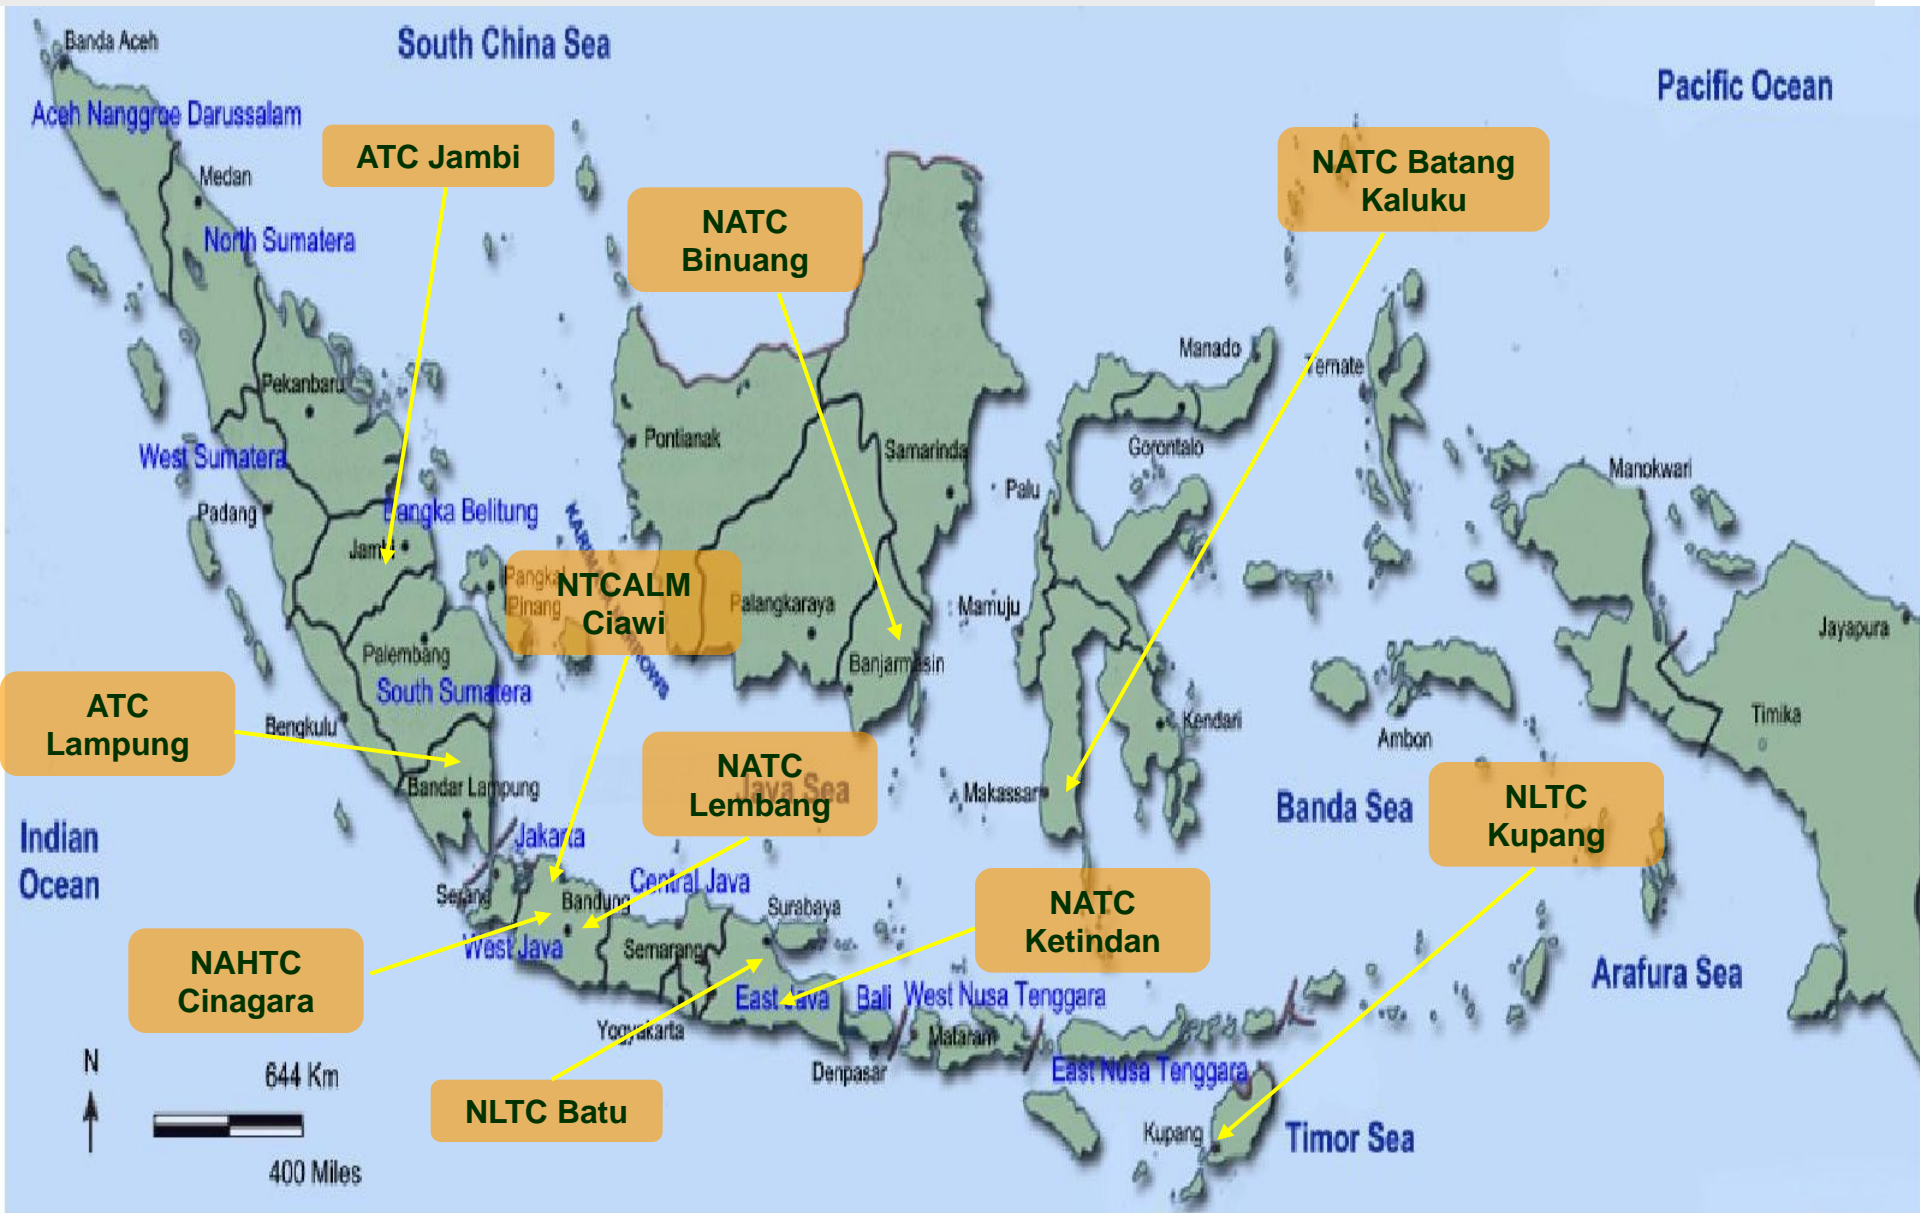 Banda Aceh
South China Sea
Pacific Ocean
Aceh Nanggroe Darussalam
ATC Jambi
NATC Batang
Kaluku
Medan
NATC
Binuang
North Sumatera
Manado
Ternate
Pekanbaru
Pontianak
Samarinda
Gorontalo
West Sumatera
Manokwari
Palu
Padang
Bangka Belitung
Jambi
Pangkal
Pinang
NTCALM
Ciawi
Palangkaraya
Mamuju
Jayapura
Palembang
Banjarmasin
South Sumatera
ATC
Lampung
Bengkulu
Kendari
Timika
Ambon
NATC
Lembang
Java Sea
Bandar Lampung
Makassar
Banda Sea
NLTC
Kupang
Indian
Ocean
Jakarta
Serang
Bandung
Central Java
Surabaya
NATC
Ketindan
NAHTC
Cinagara
West Java
Semarang
Arafura Sea
East Java
Bali
West Nusa Tenggara
Yogyakarta
Mataram
Denpasar
East Nusa Tenggara
N
644 Km
NLTC Batu
Kupang
Timor Sea
400 Miles